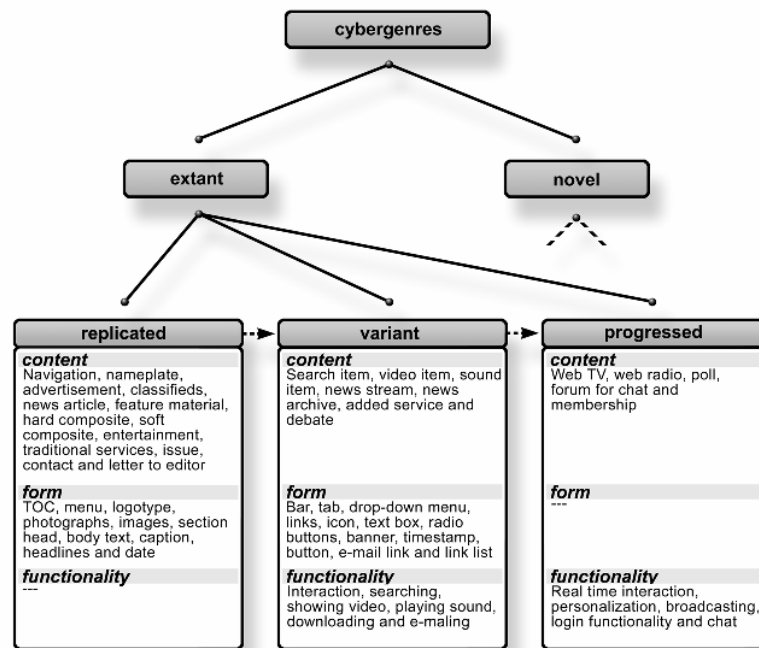 cybergenres
extant
novel
replicated
content
Navigation, nameplate,
advertisement, classifieds,
news article, feature material,
hard composite, soft
composite, entertainment,
traditional services, issue,
contact and letter to editor
form
TOC, menu, logotype,
photographs, images, section
head, body text, caption,
headlines and date
functionality
---
variant
content
Search item, video item, sound
item, news stream, news
archive, added service and
debate
form
Bar, tab, drop-down menu,
links, icon, text box, radio
buttons, banner, timestamp,
button, e-mail link and link list
functionality
Interaction, searching,
showing video, playing sound,
downloading and e-maling
progressed
content
Web TV, web radio, poll,
forum for chat and
membership
form
---
functionality
Real time interaction,
personalization, broadcasting,
login functionality and chat